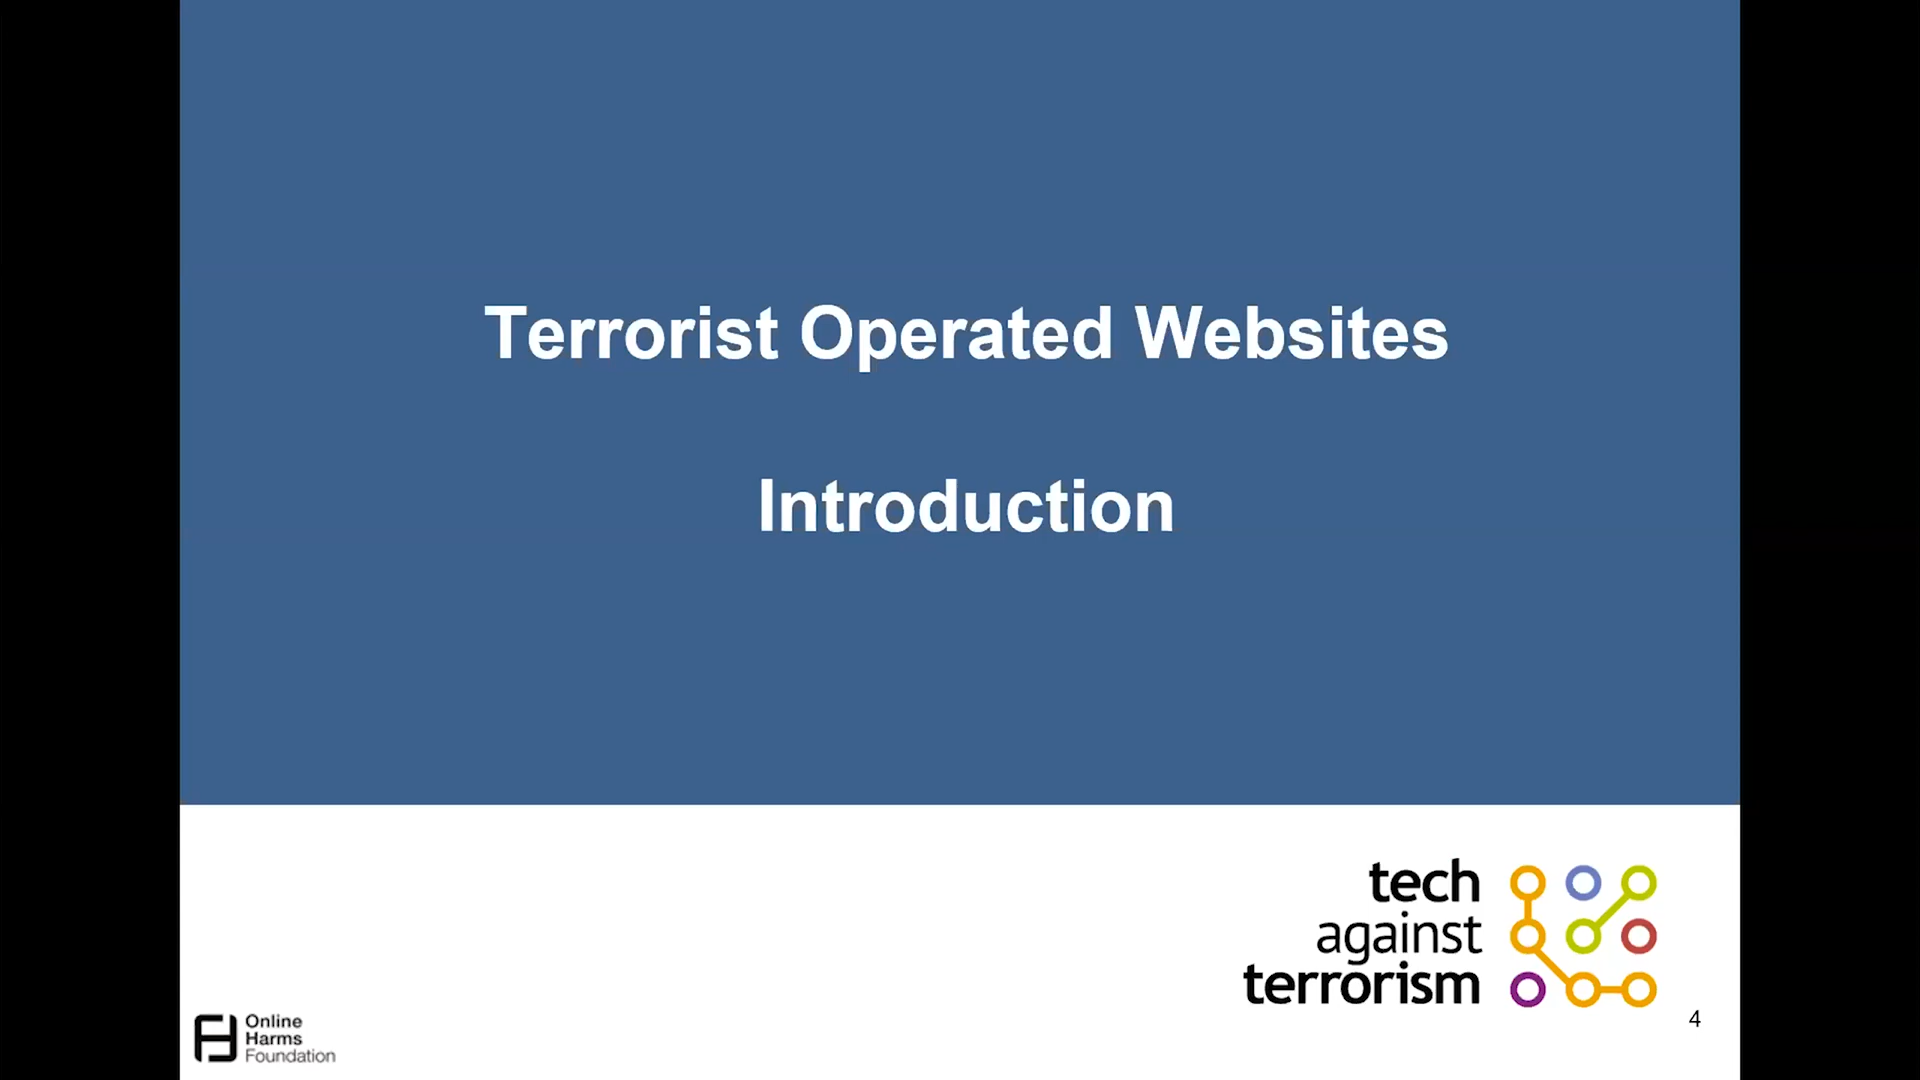 Terrorist Operated Websites
Introduction
tech
against
terrorism
Online
Harms
Foundation
4